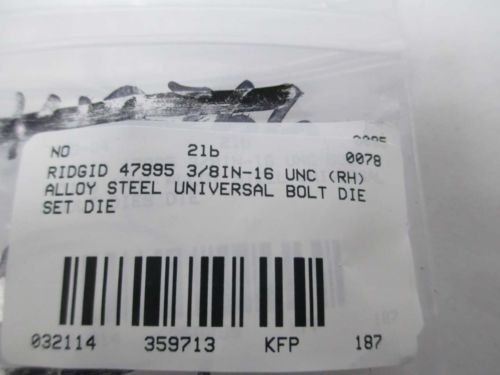 NO 2lb 0078
RIDGID 47995 3/8IN-16 UNC (RH)
ALLOY STEEL UNIVERSAL BOLT DIE
SET DIE
032114 359713 KFP 187